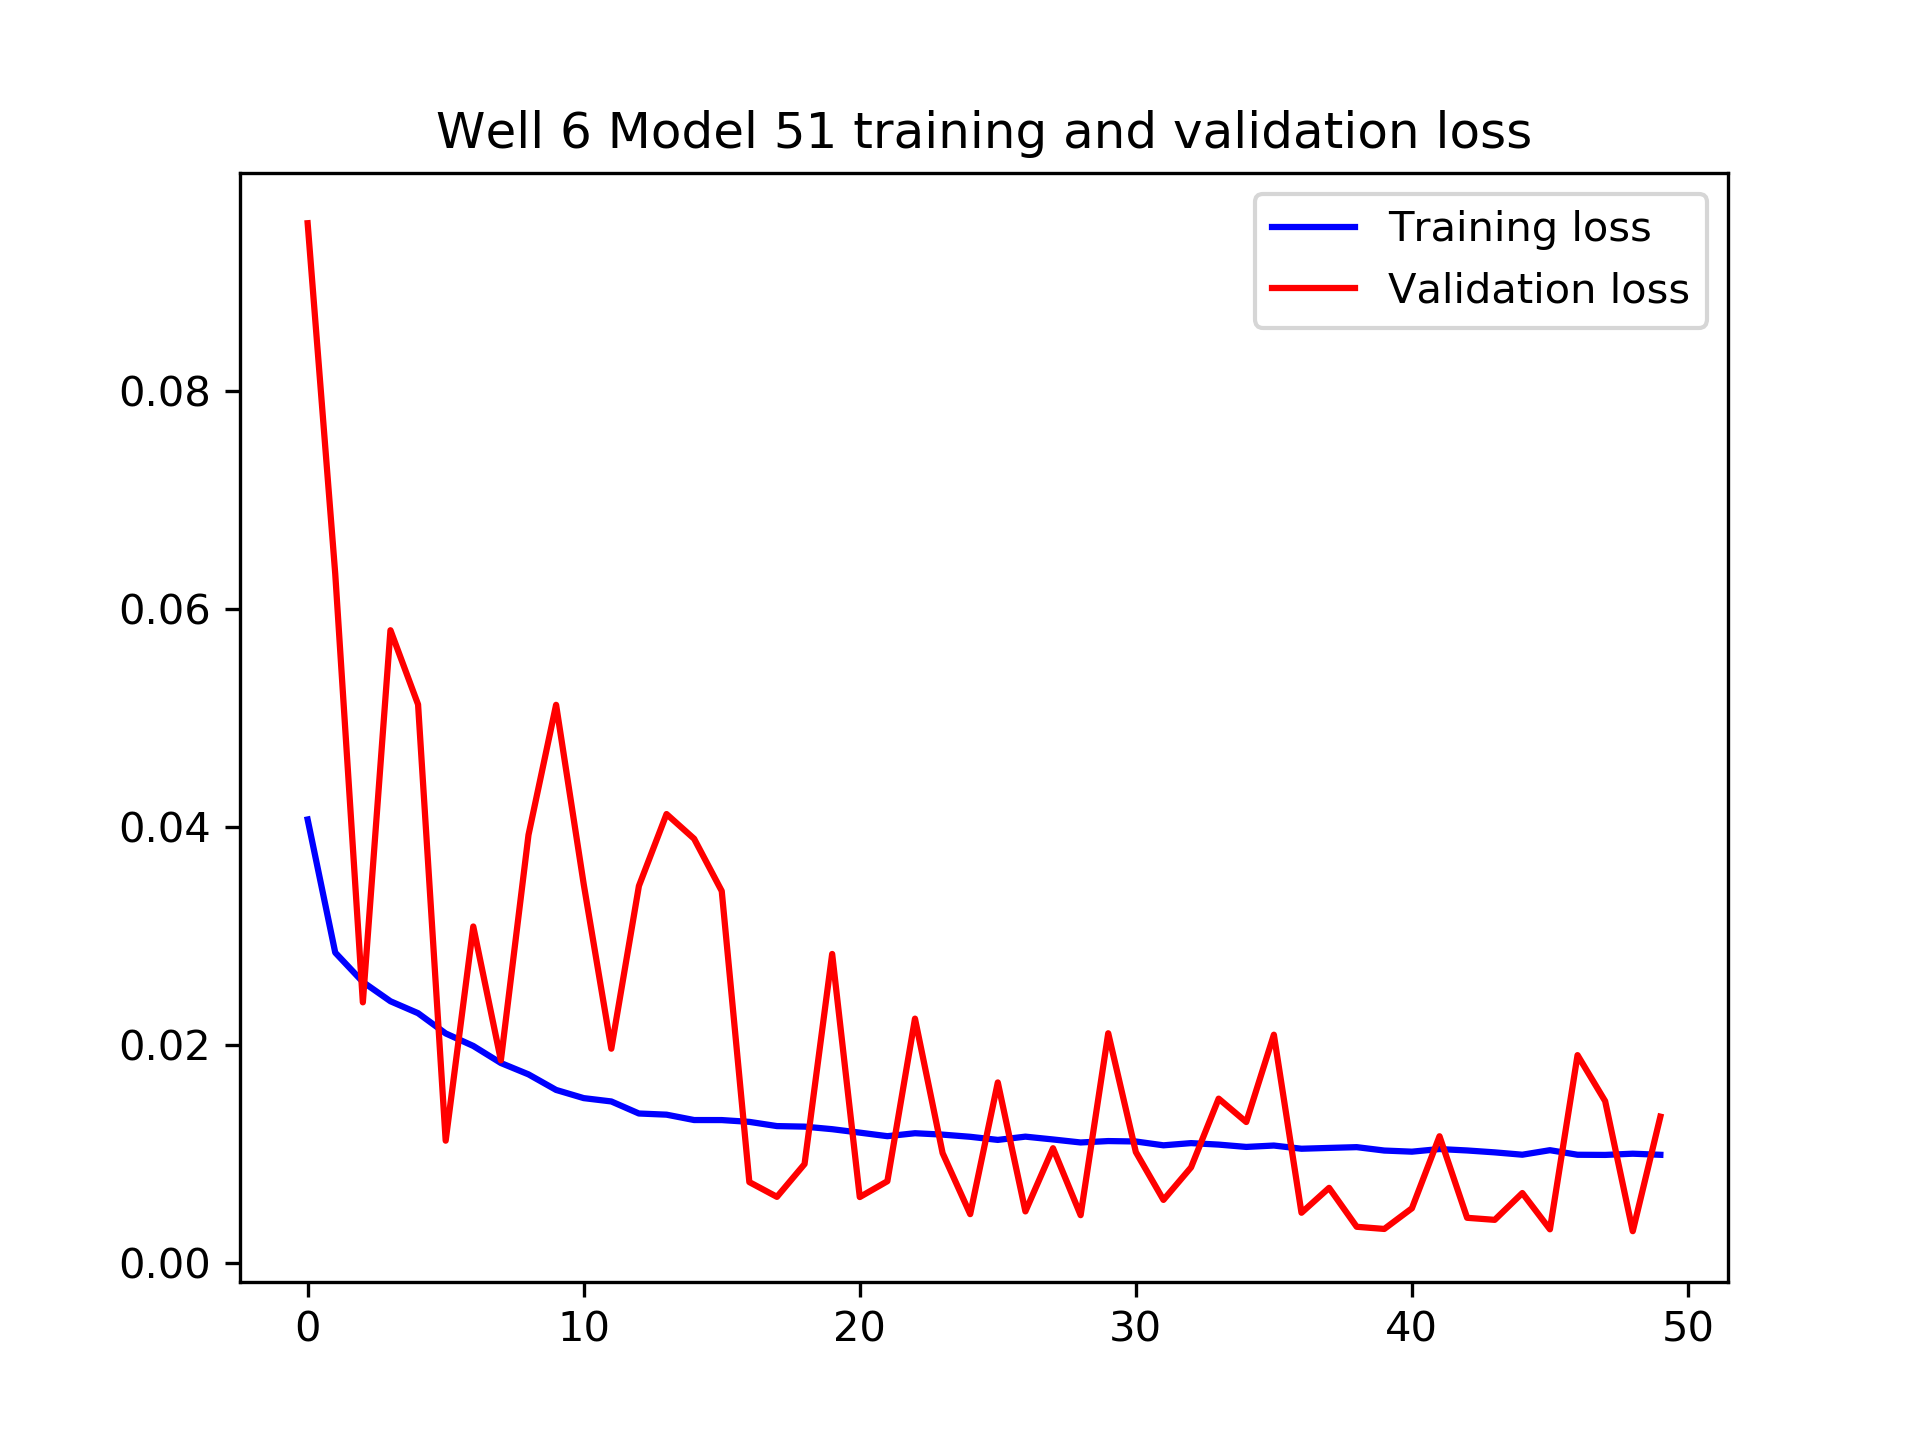 Well 6 Model 51 training and validation loss
Training loss
Validation loss
0.08
0.06
0.04
0.02
0.00
0 10 20 30 40 50